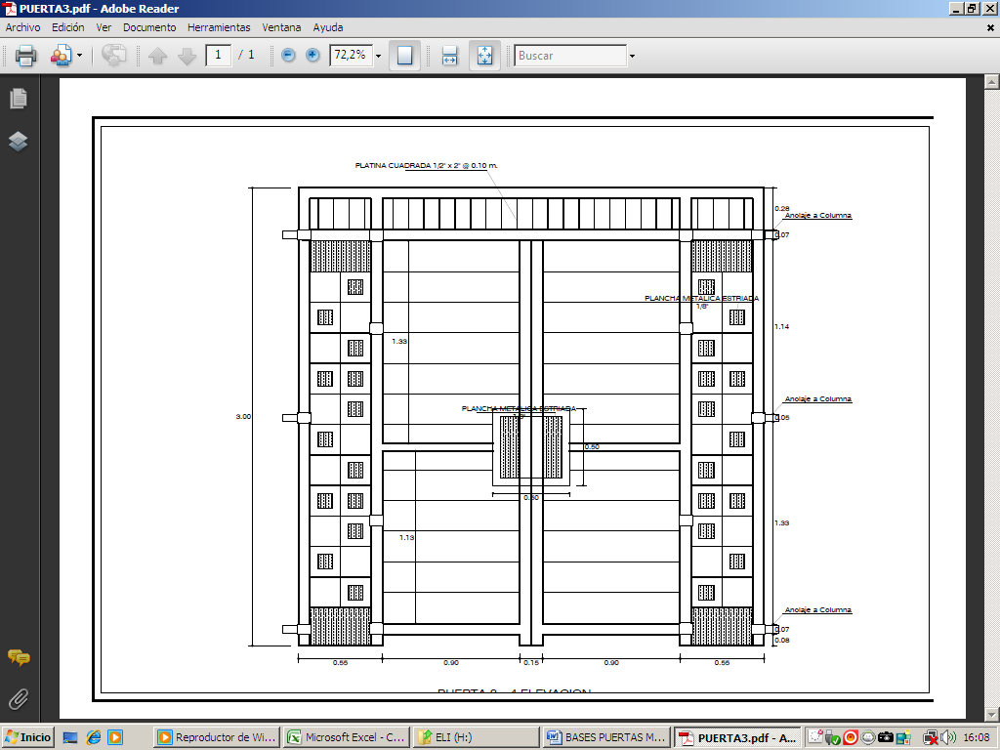 PUERTA3.pdf - Adobe Reader
Archivo Edición Ver Documento Herramientas Ventana Ayuda
1 / 1 72,2% Buscar
PLATINA CUADRADA 1/2" x 2" @ 0.10 m.
0.28
Anclaje a Columna
0.07
PLANCHA METALICA ESTRIADA
1/8"
1.14
1.33
Anclaje a Columna
PLANCHA METALICA ESTRIADA
1/8"
3.00
0.05
0.50
0.50
1.33
1.13
Anclaje a Columna
0.07
0.08
0.55 0.90 0.15 0.90 0.55
Inicio Reproductor de Wi... Microsoft Excel - C... ELI (H:) BASES PUERTAS M... PUERTA3.pdf - A... 16:08